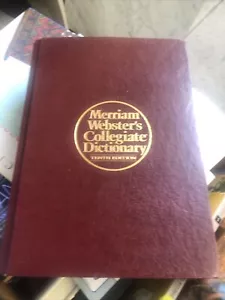 Merriam
Webster's
Collegiate
Dictionary
TENTH EDITION